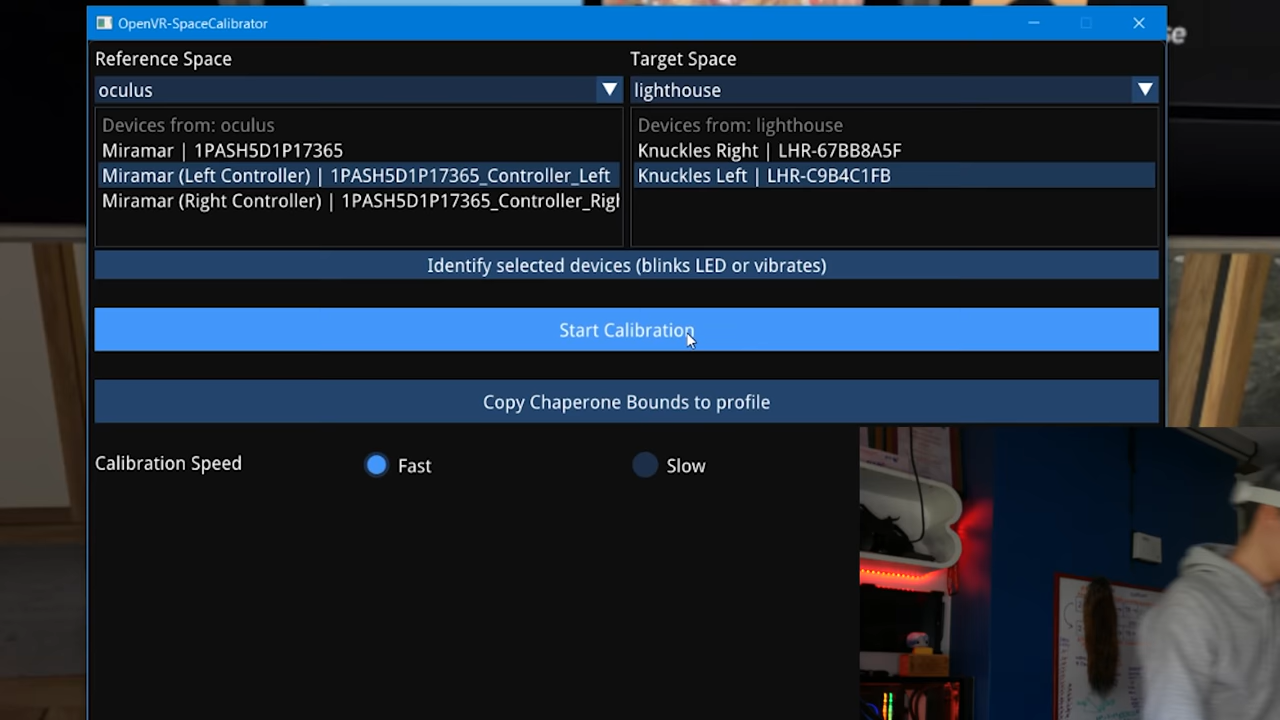 OpenVR-SpaceCalibrator
Reference Space
Target Space
oculus
lighthouse
Devices from: oculus
Miramar | 1PASH5D1P17365
Miramar (Left Controller) | 1PASH5D1P17365_Controller_Left
Miramar (Right Controller) | 1PASH5D1P17365_Controller_Righ
Devices from: lighthouse
Knuckles Right | LHR-67BB8A5F
Knuckles Left | LHR-C9B4C1FB
Identify selected devices (blinks LED or vibrates)
Start Calibration
Copy Chaperone Bounds to profile
Calibration Speed
Fast
Slow